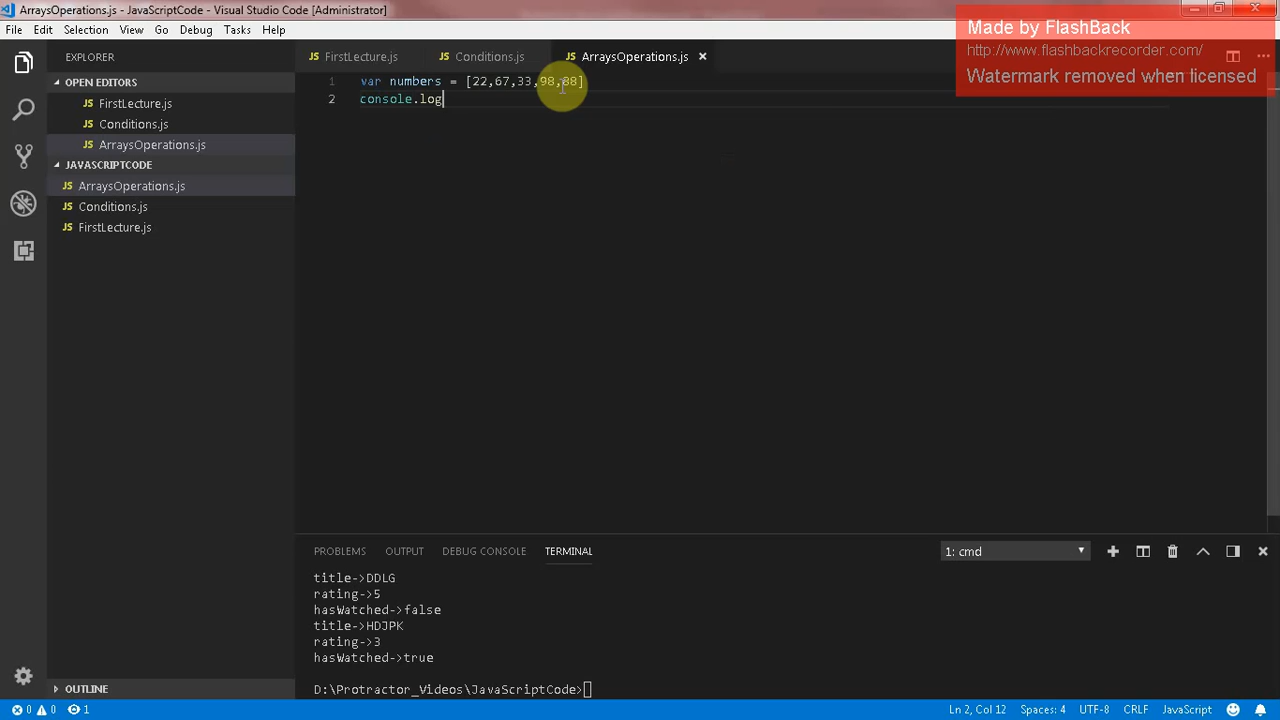 ArraysOperations.js - JavaScriptCode - Visual Studio Code [Administrator]
File Edit Selection View Go Debug Tasks Help
Made by FlashBack
http://www.flashbackrecorder.com/
Watermark removed when licensed
EXPLORER
JS FirstLecture.js JS Conditions.js JS ArraysOperations.js
OPEN EDITORS
JS FirstLecture.js
JS Conditions.js
JS ArraysOperations.js
JAVASCRIPTCODE
JS ArraysOperations.js
JS Conditions.js
JS FirstLecture.js
1 var numbers = [22,67,33,98,88]
2 console.log
PROBLEMS OUTPUT DEBUG CONSOLE TERMINAL
1: cmd
title->DDLG
rating->5
hasWatched->false
title->HDJPK
rating->3
hasWatched->true
D:\Protractor_Videos\JavaScriptCode>
OUTLINE
0 0 1
Ln 2, Col 12 Spaces: 4 UTF-8 CRLF JavaScript